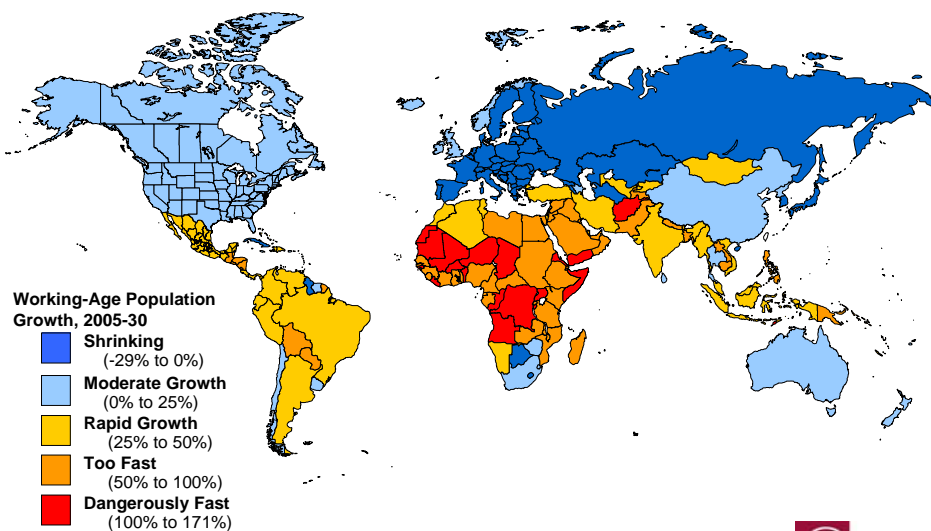 Working-Age Population
Growth, 2005-30
Shrinking
(-29% to 0%)
Moderate Growth
(0% to 25%)
Rapid Growth
(25% to 50%)
Too Fast
(50% to 100%)
Dangerously Fast
(100% to 171%)